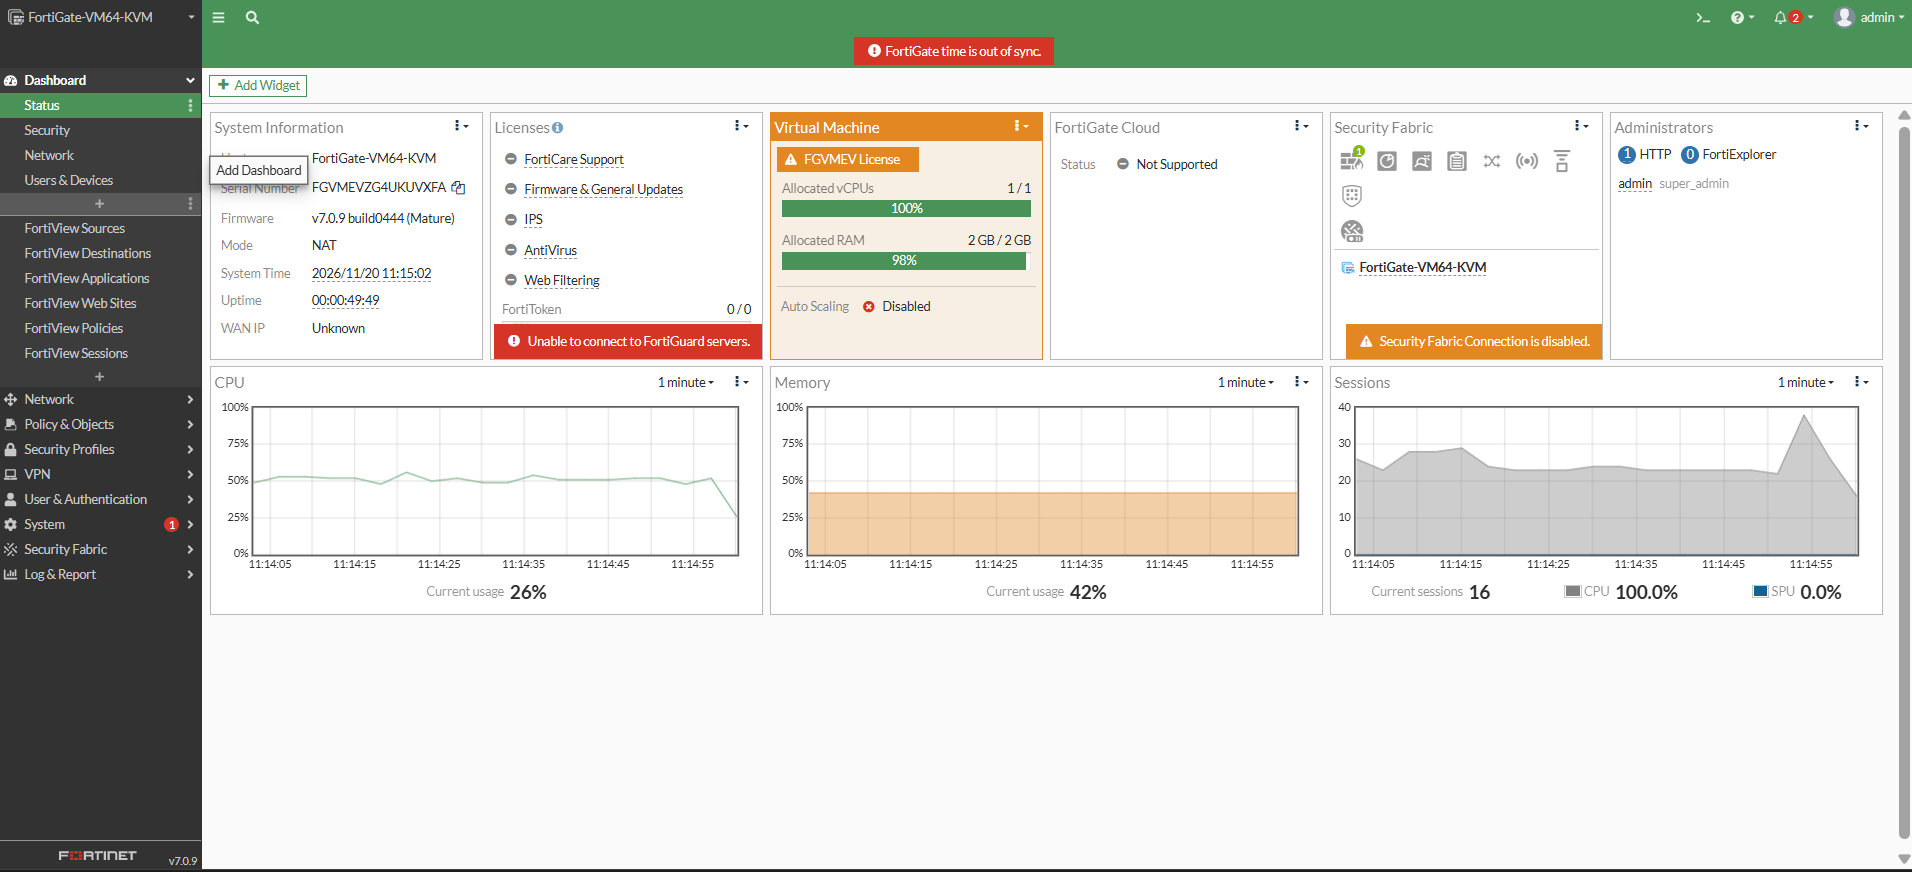 FortiGate-VM64-KVM
2
admin
FortiGate time is out of sync.
Dashboard
Status
Security
Network
Users & Devices
+
FortiView Sources
FortiView Destinations
FortiView Applications
FortiView Web Sites
FortiView Policies
FortiView Sessions
+
Network
Policy & Objects
Security Profiles
VPN
User & Authentication
System 1
Security Fabric
Log & Report
FORTINET v7.0.9
+ Add Widget
System Information
FortiGate-VM64-KVM
Add Dashboard
Serial Number FGVMEVZG4UKUVXFA
Firmware v7.0.9 build0444 (Mature)
Mode NAT
System Time 2026/11/20 11:15:02
Uptime 00:00:49:49
WAN IP Unknown
Licenses
FortiCare Support
Firmware & General Updates
IPS
AntiVirus
Web Filtering
FortiToken 0 / 0
Unable to connect to FortiGuard servers.
Virtual Machine
FGVMEV License
Allocated vCPUs 1 / 1
100%
Allocated RAM 2 GB / 2 GB
98%
Auto Scaling Disabled
FortiGate Cloud
Status Not Supported
Security Fabric
1
FortiGate-VM64-KVM
Security Fabric Connection is disabled.
Administrators
1 HTTP 0 FortiExplorer
admin super_admin
CPU 1 minute
100%
75%
50%
25%
0%
11:14:05 11:14:15 11:14:25 11:14:35 11:14:45 11:14:55
Current usage 26%
Memory 1 minute
100%
75%
50%
25%
0%
11:14:05 11:14:15 11:14:25 11:14:35 11:14:45 11:14:55
Current usage 42%
Sessions 1 minute
40
30
20
10
0
11:14:05 11:14:15 11:14:25 11:14:35 11:14:45 11:14:55
Current sessions 16 CPU 100.0% SPU 0.0%